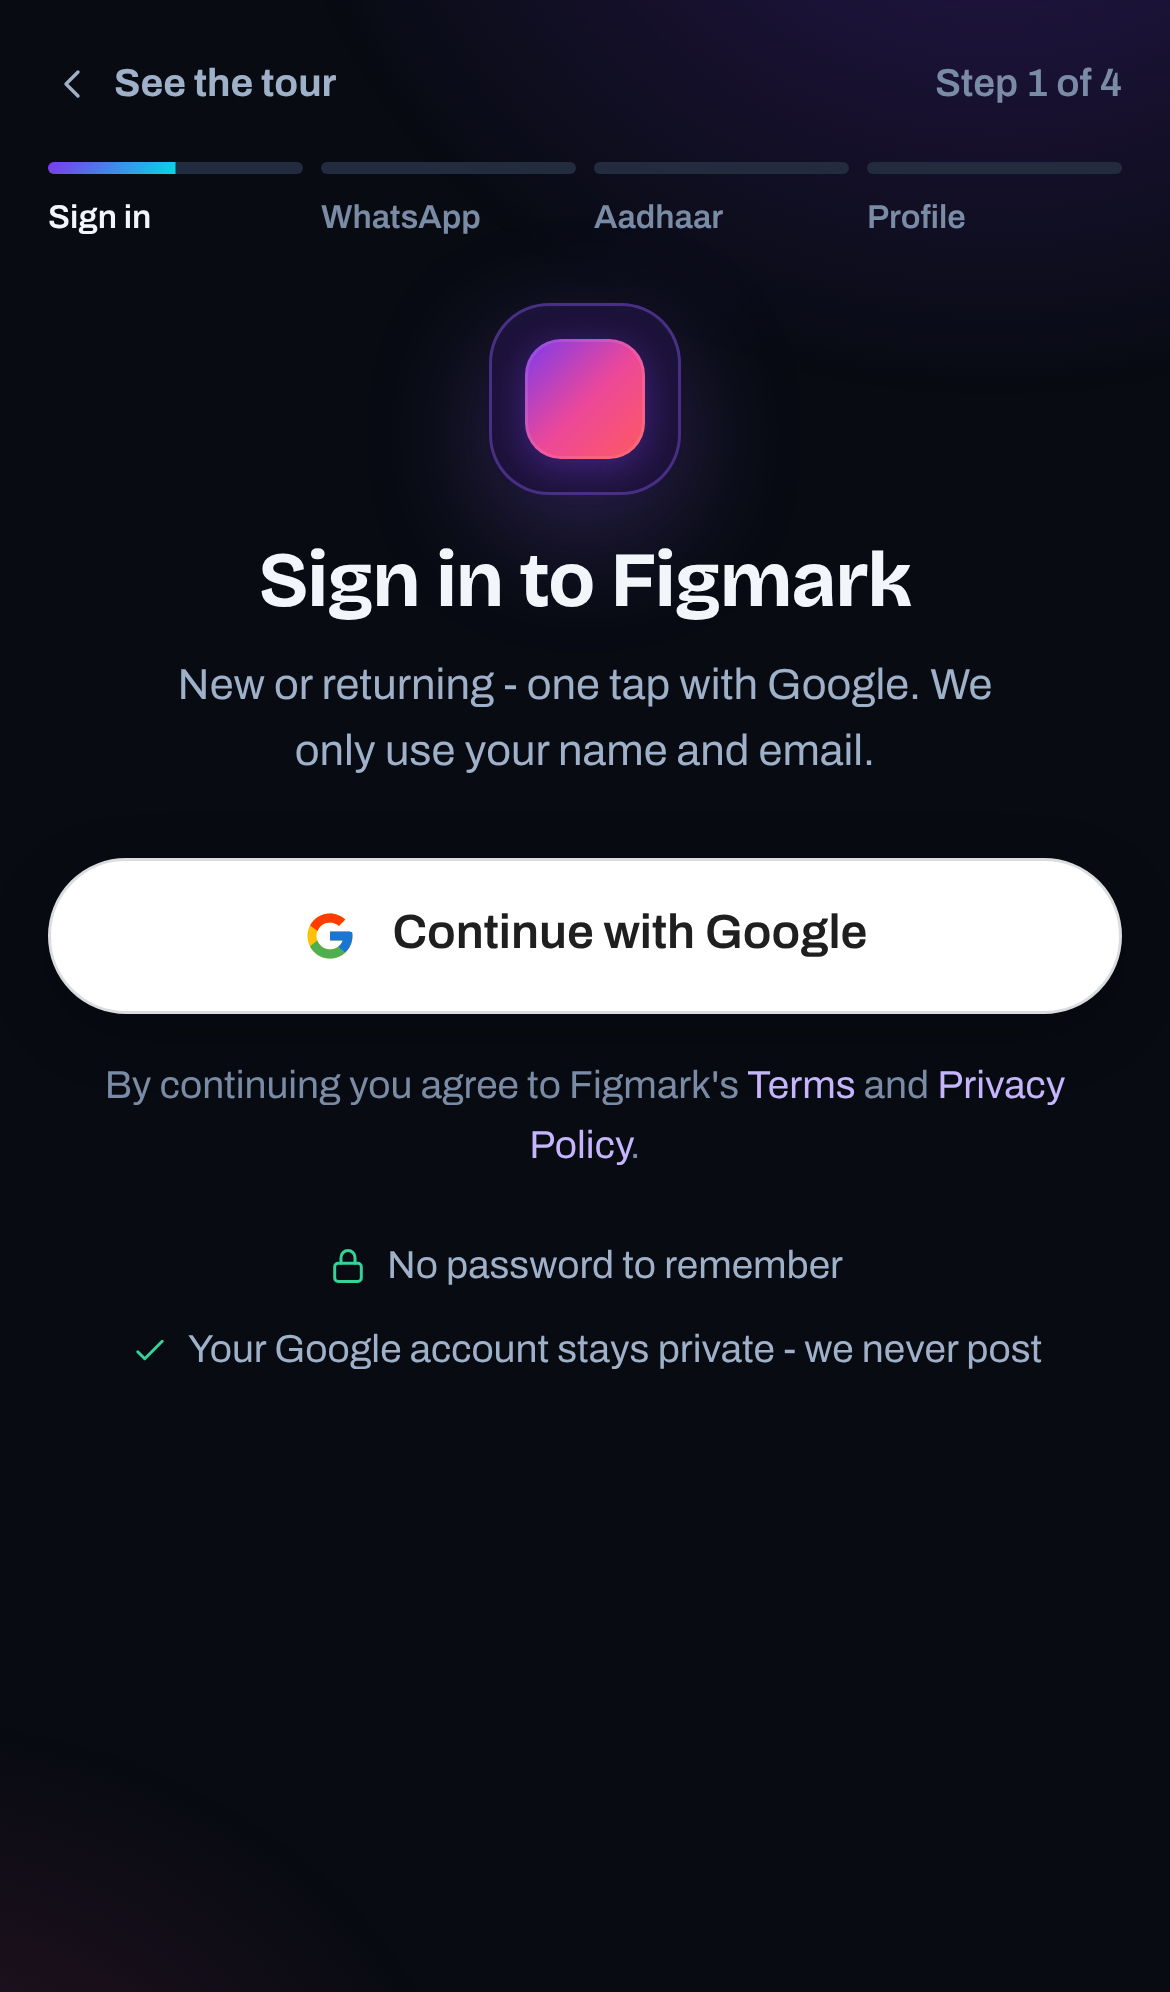 See the tour
Step 1 of 4
Sign in
WhatsApp
Aadhaar
Profile
Sign in to Figmark
New or returning - one tap with Google. We
only use your name and email.
Continue with Google
By continuing you agree to Figmark's Terms and Privacy
Policy.
No password to remember
Your Google account stays private - we never post